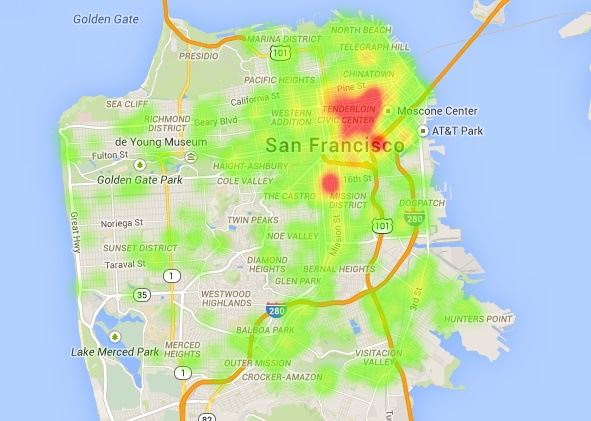 Golden Gate
NORTH BEACH
MARINA DISTRICT
TELEGRAPH HILL
101
PRESIDIO
CHINATOWN
PACIFIC HEIGHTS
Pine St
SEA CLIFF
California St
TENDERLOIN
Moscone Center
RICHMOND
DISTRICT
Geary Blvd
WESTERN
ADDITION
CIVIC CENTER
AT&T Park
de Young Museum
San Francisco
Fulton St
HAIGHT-ASHBURY
Golden Gate Park
COLE VALLEY
16th St
THE CASTRO
MISSION
DISTRICT
DOGPATCH
Great Hwy
Noriega St
TWIN PEAKS
Mission St
101
280
NOE VALLEY
SUNSET DISTRICT
Taraval St
DIAMOND
HEIGHTS
BERNAL HEIGHTS
1
GLEN PARK
35
WESTWOOD
HIGHLANDS
3rd St
280
HUNTERS POINT
BALBOA PARK
Lake Merced Park
MERCED
HEIGHTS
VISITACION
VALLEY
OUTER MISSION
1
CROCKER-AMAZON
82